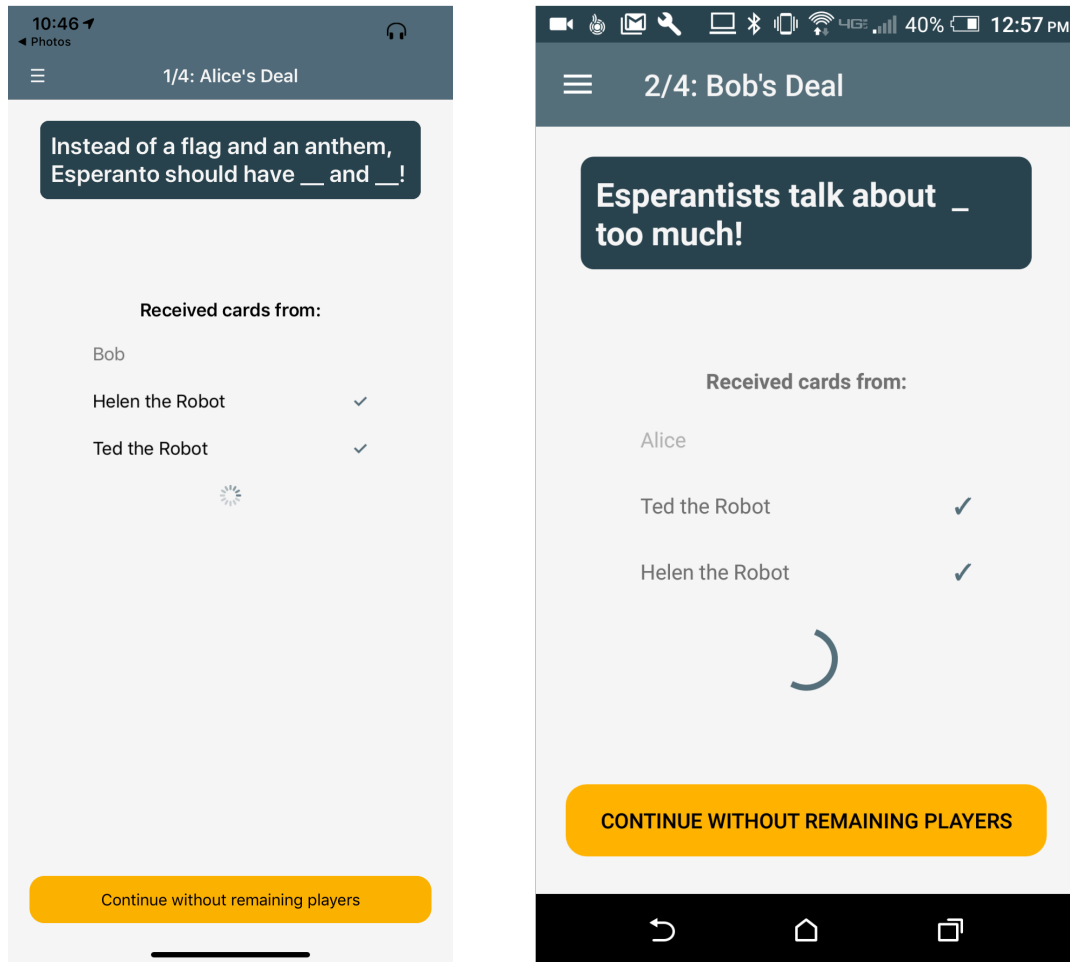 10:46
◀ Photos
☰ 1/4: Alice's Deal
Instead of a flag and an anthem,
Esperanto should have __ and __!
Received cards from:
Bob
Helen the Robot ✓
Ted the Robot ✓
Continue without remaining players
4G 40% 12:57 PM
2/4: Bob's Deal
Esperantists talk about _
too much!
Received cards from:
Alice
Ted the Robot ✓
Helen the Robot ✓
CONTINUE WITHOUT REMAINING PLAYERS